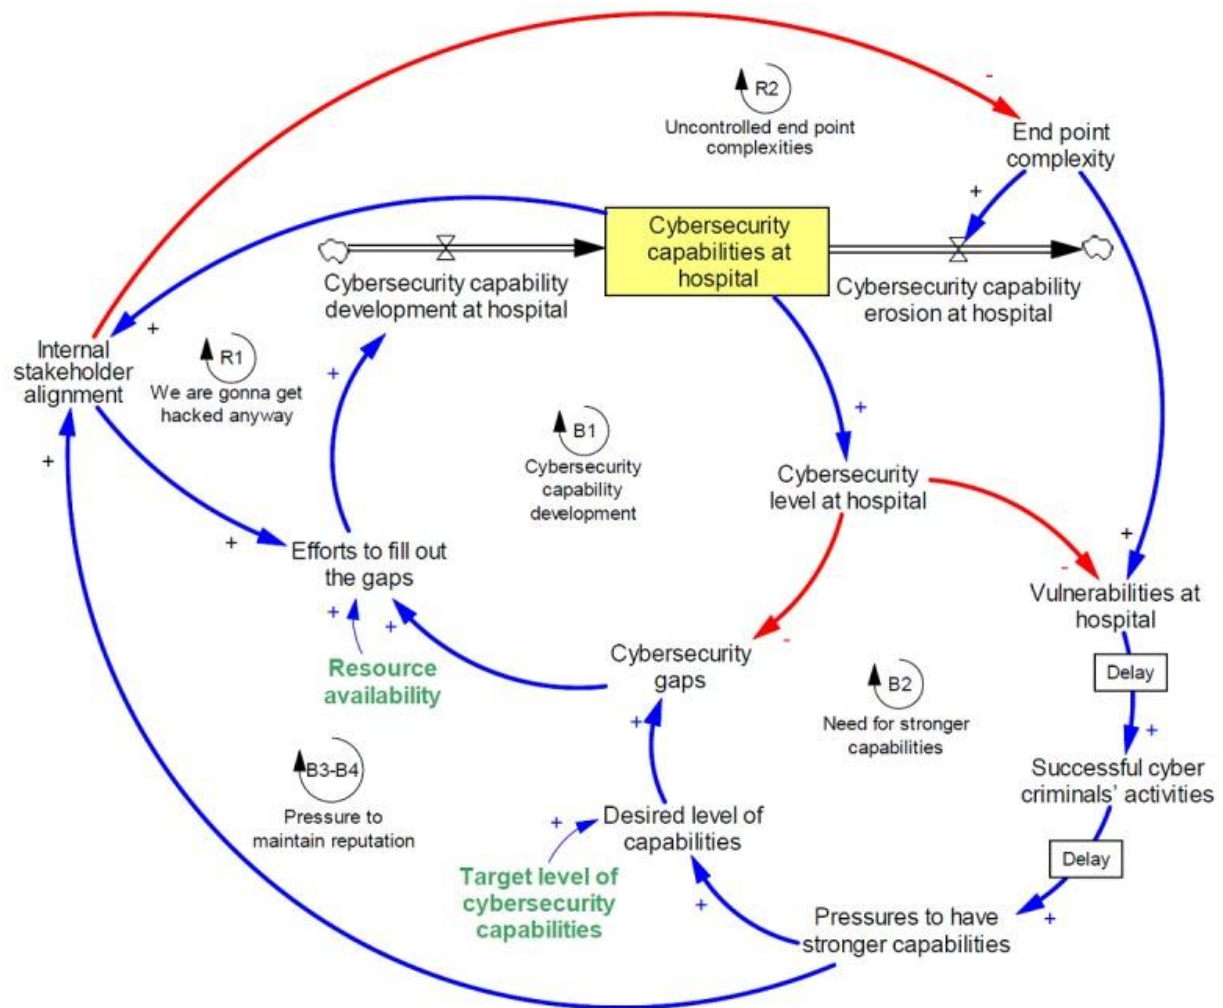 -
R2
Uncontrolled end point
complexities
End point
complexity
+
Cybersecurity
capabilities at
hospital
Cybersecurity capability
development at hospital
Cybersecurity capability
erosion at hospital
+
Internal
stakeholder
alignment
R1
We are gonna get
hacked anyway
+
+
B1
Cybersecurity
capability
development
+
Cybersecurity
level at hospital
+
+
Efforts to fill out
the gaps
+
-
Vulnerabilities at
hospital
+
+
-
Resource
availability
Cybersecurity
gaps
B2
Need for stronger
capabilities
Delay
+
+
B3-B4
Pressure to
maintain reputation
Successful cyber
criminals' activities
+
Desired level of
capabilities
Delay
Target level of
cybersecurity
capabilities
+
+
Pressures to have
stronger capabilities